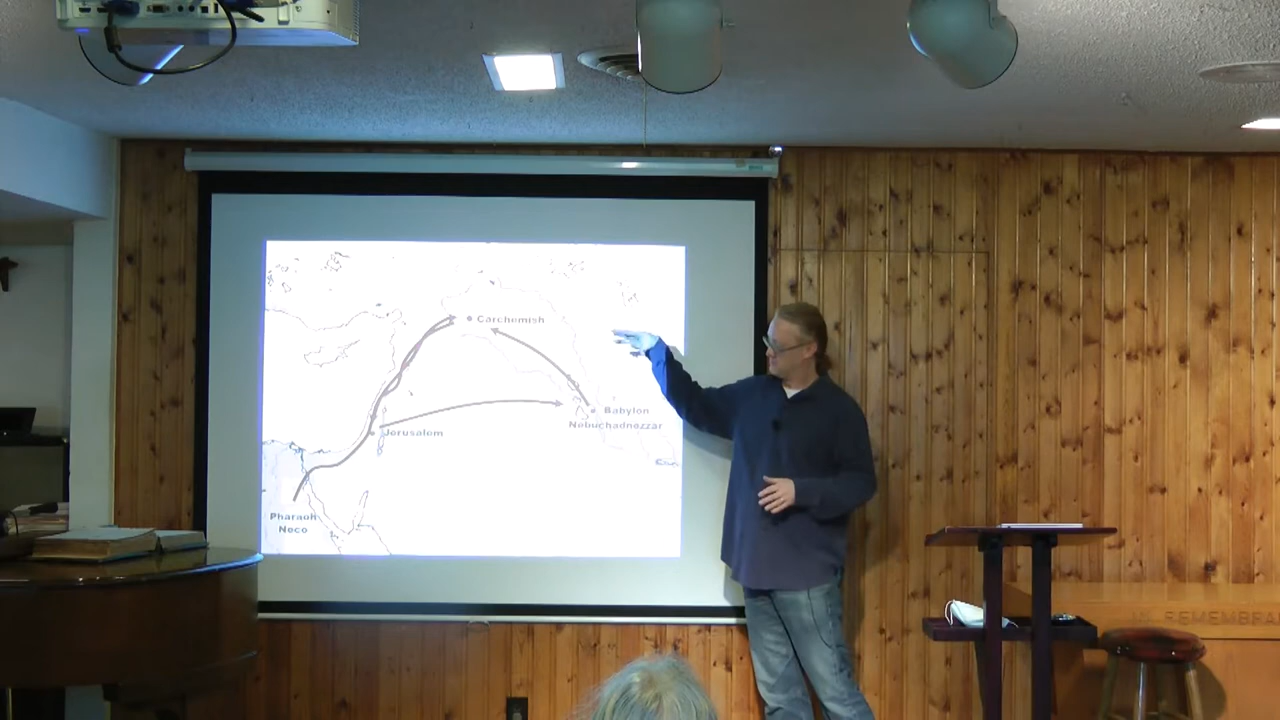 Carchemish
Babylon
Nebuchadnezzar
Jerusalem
Pharaoh
Neco
IN REMEMBRA